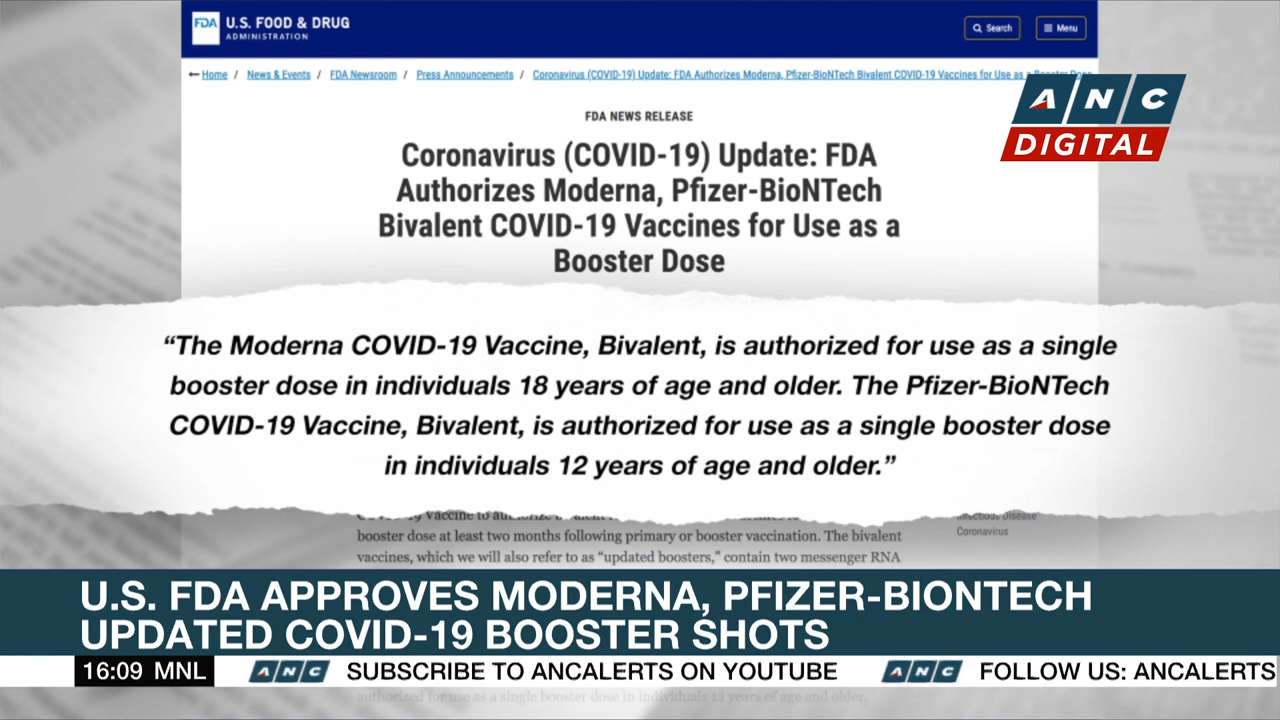 FDA U.S. FOOD & DRUG
ADMINISTRATION
Search
Menu
Home / News & Events / FDA Newsroom / Press Announcements / Coronavirus (COVID-19) Update: FDA Authorizes Moderna, Pfizer-BioNTech Bivalent COVID-19 Vaccines for Use as a Booster Dose
ANC
DIGITAL
FDA NEWS RELEASE
Coronavirus (COVID-19) Update: FDA
Authorizes Moderna, Pfizer-BioNTech
Bivalent COVID-19 Vaccines for Use as a
Booster Dose
“The Moderna COVID-19 Vaccine, Bivalent, is authorized for use as a single
booster dose in individuals 18 years of age and older. The Pfizer-BioNTech
COVID-19 Vaccine, Bivalent, is authorized for use as a single booster dose
in individuals 12 years of age and older.”
Vaccine to
Infectious Disease
booster dose at least two months following primary or booster vaccination. The bivalent
Coronavirus
vaccines, which we will also refer to as “updated boosters,” contain two messenger RNA
U.S. FDA APPROVES MODERNA, PFIZER-BIONTECH
UPDATED COVID-19 BOOSTER SHOTS
16:09 MNL ANC SUBSCRIBE TO ANCALERTS ON YOUTUBE ANC FOLLOW US: ANCALERTS
authorized for use as a single booster dose in individuals 12 years of age and older.